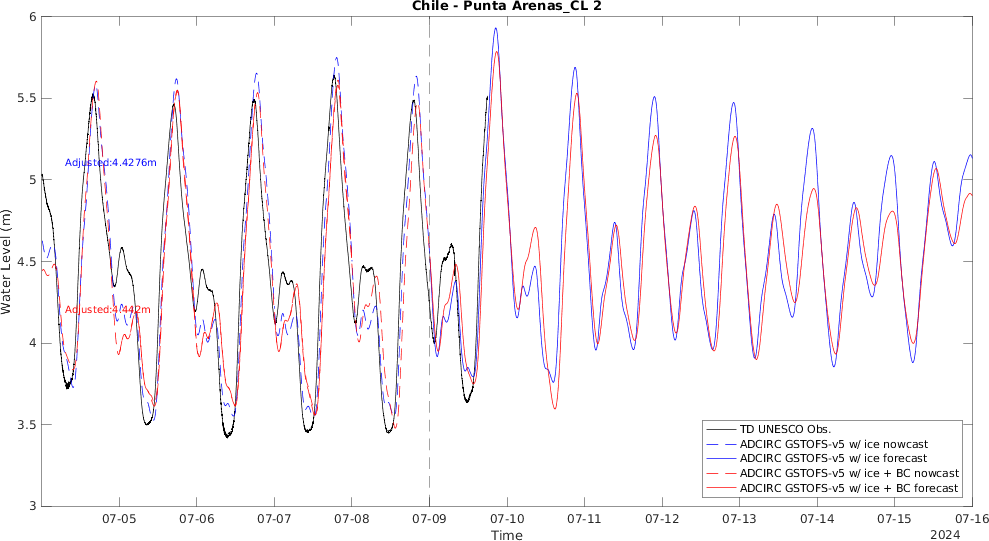 Chile - Punta Arenas_CL 2
Water Level (m)
6
5.5
5
4.5
4
3.5
3
Adjusted:4.4276m
Adjusted:4.442m
TD UNESCO Obs.
ADCIRC GSTOFS-v5 w/ ice nowcast
ADCIRC GSTOFS-v5 w/ ice forecast
ADCIRC GSTOFS-v5 w/ ice + BC nowcast
ADCIRC GSTOFS-v5 w/ ice + BC forecast
07-05 07-06 07-07 07-08 07-09 07-10 07-11 07-12 07-13 07-14 07-15 07-16
Time
2024